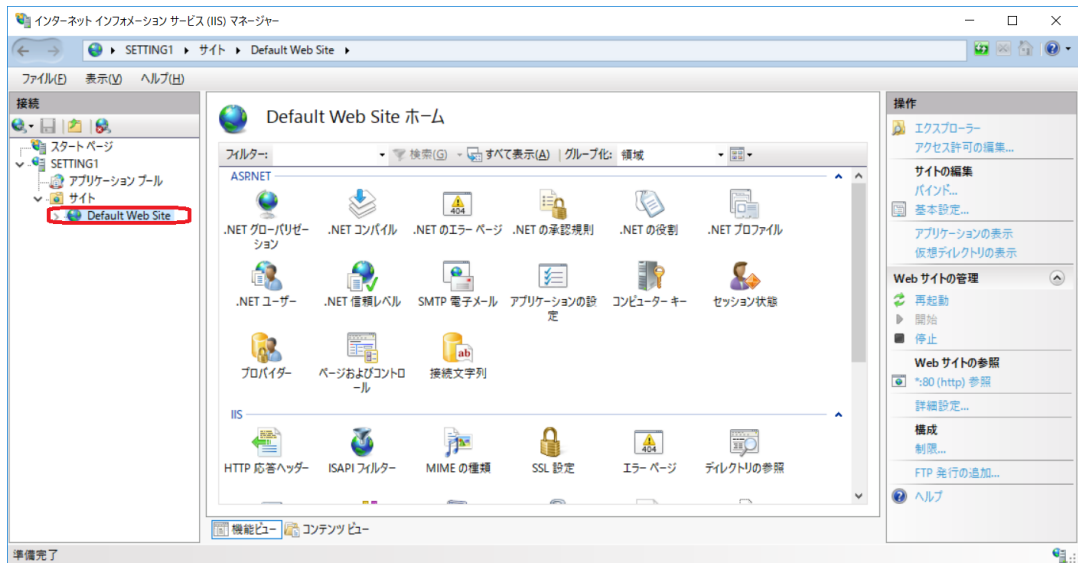 インターネット インフォメーション サービス (IIS) マネージャー
SETTING1 サイト Default Web Site
ファイル(F) 表示(V) ヘルプ(H)
接続
スタート ページ
SETTING1
アプリケーション プール
サイト
Default Web Site
Default Web Site ホーム
フィルター: 検索(G) すべて表示(A) グループ化: 領域
ASP.NET
.NET グローバリゼーション
.NET コンパイル
.NET のエラー ページ
.NET の承認規則
.NET の役割
.NET プロファイル
.NET ユーザー
.NET 信頼レベル
SMTP 電子メール
アプリケーションの設定
コンピューター キー
セッション状態
プロバイダー
ページおよびコントロール
接続文字列
IIS
HTTP 応答ヘッダー
ISAPI フィルター
MIME の種類
SSL 設定
エラー ページ
ディレクトリの参照
機能ビュー コンテンツ ビュー
操作
エクスプローラー
アクセス許可の編集...
サイトの編集
バインド...
基本設定...
アプリケーションの表示
仮想ディレクトリの表示
Web サイトの管理
再起動
開始
停止
Web サイトの参照
*:80 (http) 参照
詳細設定...
構成
制限...
FTP 発行の追加...
ヘルプ
準備完了